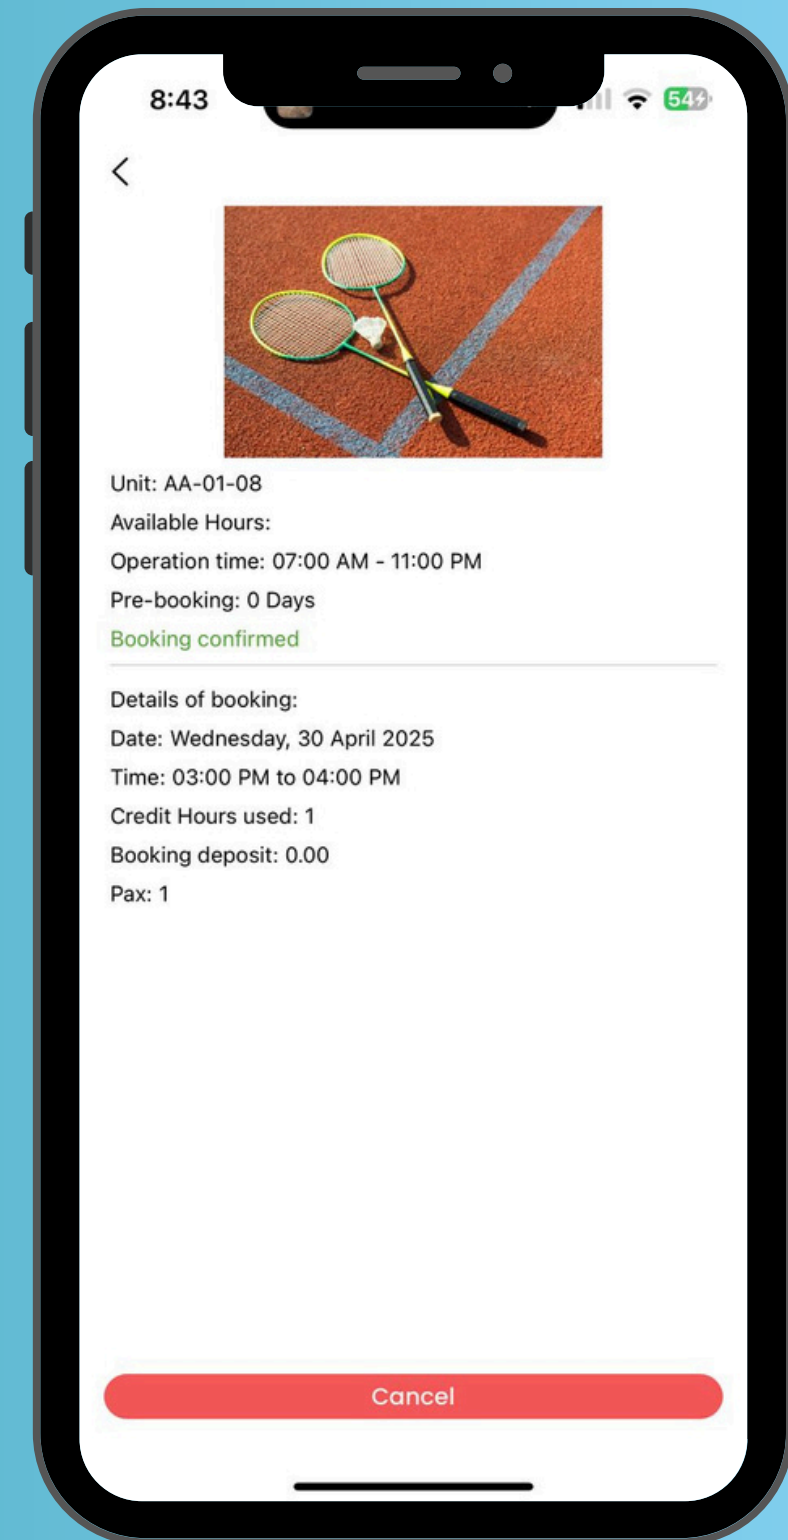 8:43
54
Unit: AA-01-08
Available Hours:
Operation time: 07:00 AM - 11:00 PM
Pre-booking: 0 Days
Booking confirmed
Details of booking:
Date: Wednesday, 30 April 2025
Time: 03:00 PM to 04:00 PM
Credit Hours used: 1
Booking deposit: 0.00
Pax: 1
Cancel